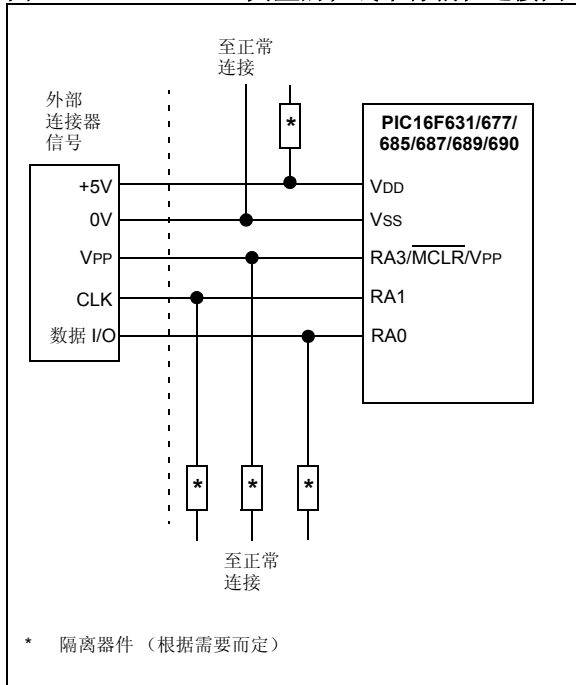 至正常
连接
外部
连接器
信号
*
PIC16F631/677/
685/687/689/690
+5V
VDD
0V
VSS
VPP
RA3/MCLR/VPP
CLK
RA1
数据 I/O
RA0
* * *
至正常
连接
* 隔离器件 （根据需要而定）